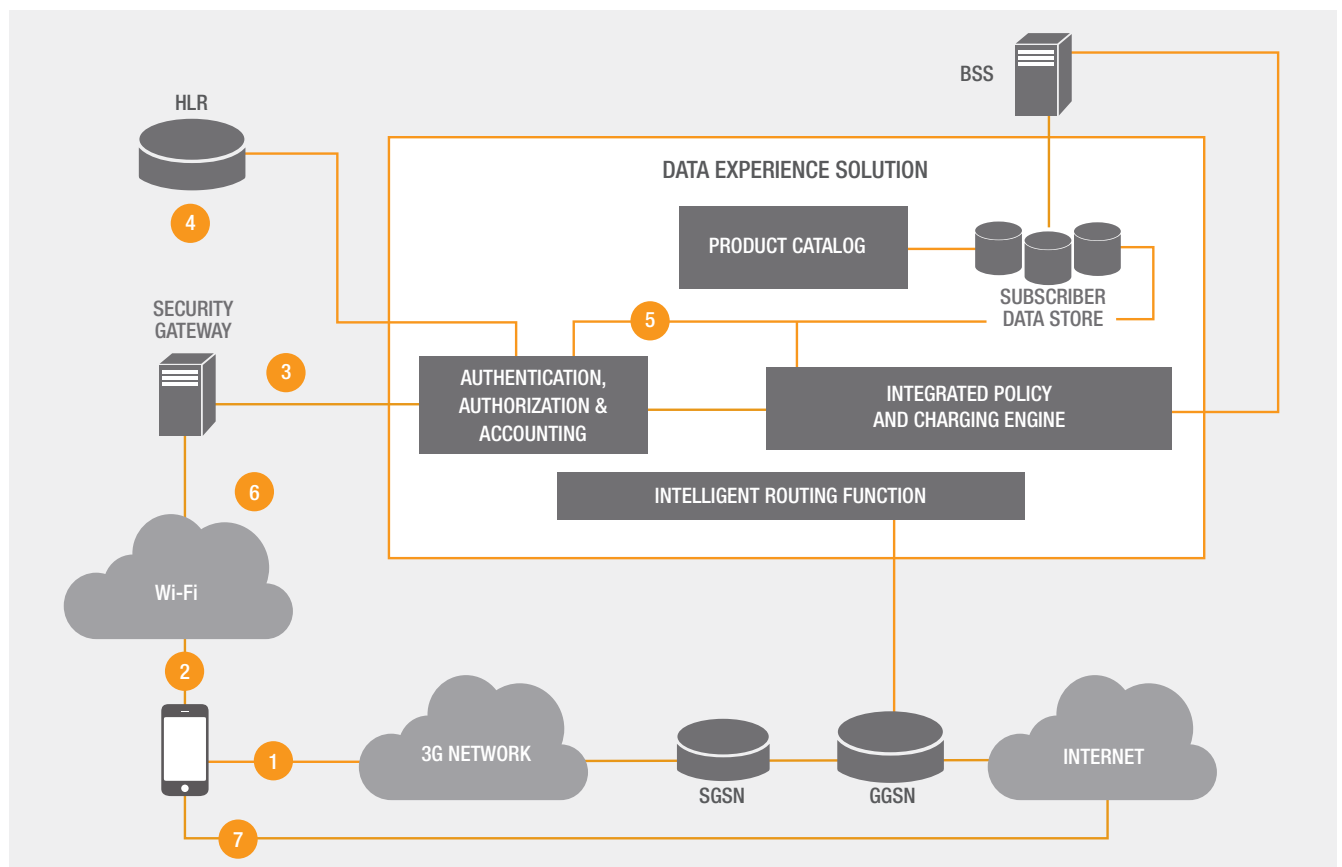 BSS
HLR
DATA EXPERIENCE SOLUTION
4
PRODUCT CATALOG
SUBSCRIBER
DATA STORE
SECURITY
GATEWAY
5
3
AUTHENTICATION,
AUTHORIZATION &
ACCOUNTING
INTEGRATED POLICY
AND CHARGING ENGINE
6
INTELLIGENT ROUTING FUNCTION
Wi-Fi
2
1
3G NETWORK
SGSN
GGSN
INTERNET
7